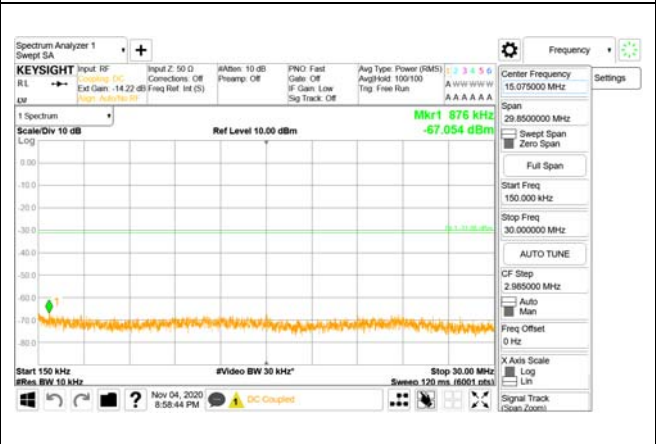 Spectrum Analyzer 1
Swept SA
Frequency
KEYSIGHT
Input: RF
Coupling: DC
Ext Gain: -14.22 dB
Align: Auto/No RF
Input Z: 50 Ω
Corrections: Off
Freq Ref: Int (S)
#Atten: 10 dB
Preamp: Off
PNO: Fast
Gate: Off
IF Gain: Low
Sig Track: Off
Avg Type: Power (RMS)
Avg|Hold: 100/100
Trig: Free Run
1 2 3 4 5 6
A W W W W W
A A A A A A
RL
Settings
Center Frequency
15.075000 MHz
Span
29.8500000 MHz
Swept Span
Zero Span
Full Span
Start Freq
150.000 kHz
Stop Freq
30.000000 MHz
AUTO TUNE
CF Step
2.985000 MHz
Auto
Man
Freq Offset
0 Hz
X Axis Scale
Log
Lin
Signal Track
(Span Zoom)
1 Spectrum
Scale/Div 10 dB
Log
Ref Level 10.00 dBm
Mkr1 876 kHz
-67.054 dBm
0.00
-10.0
-20.0
-30.0
-40.0
-50.0
-60.0
-70.0
-80.0
1
Start 150 kHz
#Res BW 10 kHz
#Video BW 30 kHz*
Stop 30.00 MHz
Sweep 120 ms (6001 pts)
?
Nov 04, 2020
8:58:44 PM
1
DC Coupled